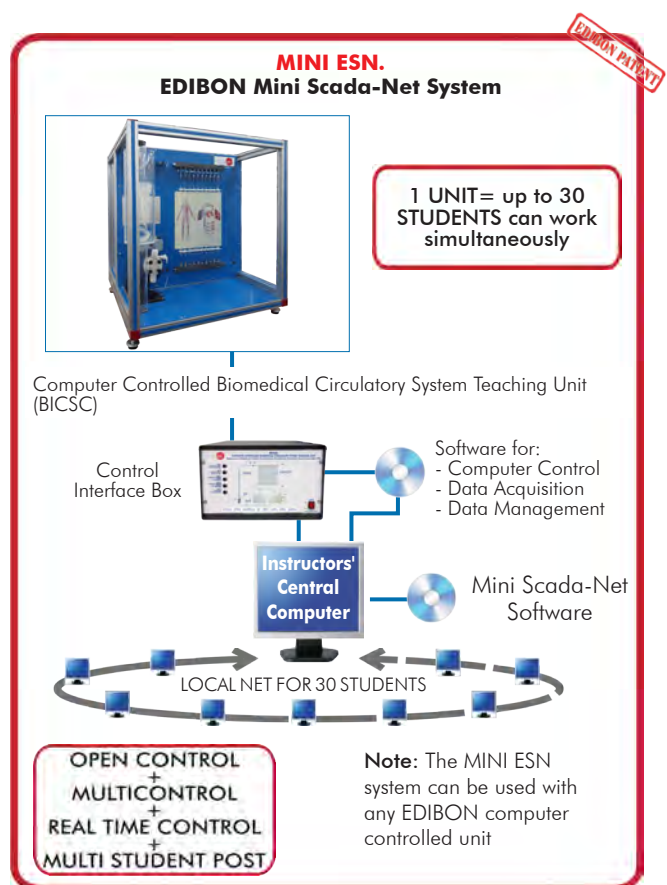 EDIBON PATENT
MINI ESN.
EDIBON Mini Scada-Net System
1 UNIT= up to 30
STUDENTS can work
simultaneously
Computer Controlled Biomedical Circulatory System Teaching Unit
(BICSC)
Control
Interface Box
Software for:
- Computer Control
- Data Acquisition
- Data Management
Instructors'
Central
Computer
Mini Scada-Net
Software
LOCAL NET FOR 30 STUDENTS
OPEN CONTROL
+
MULTICONTROL
+
REAL TIME CONTROL
+
MULTI STUDENT POST
Note: The MINI ESN
system can be used with
any EDIBON computer
controlled unit